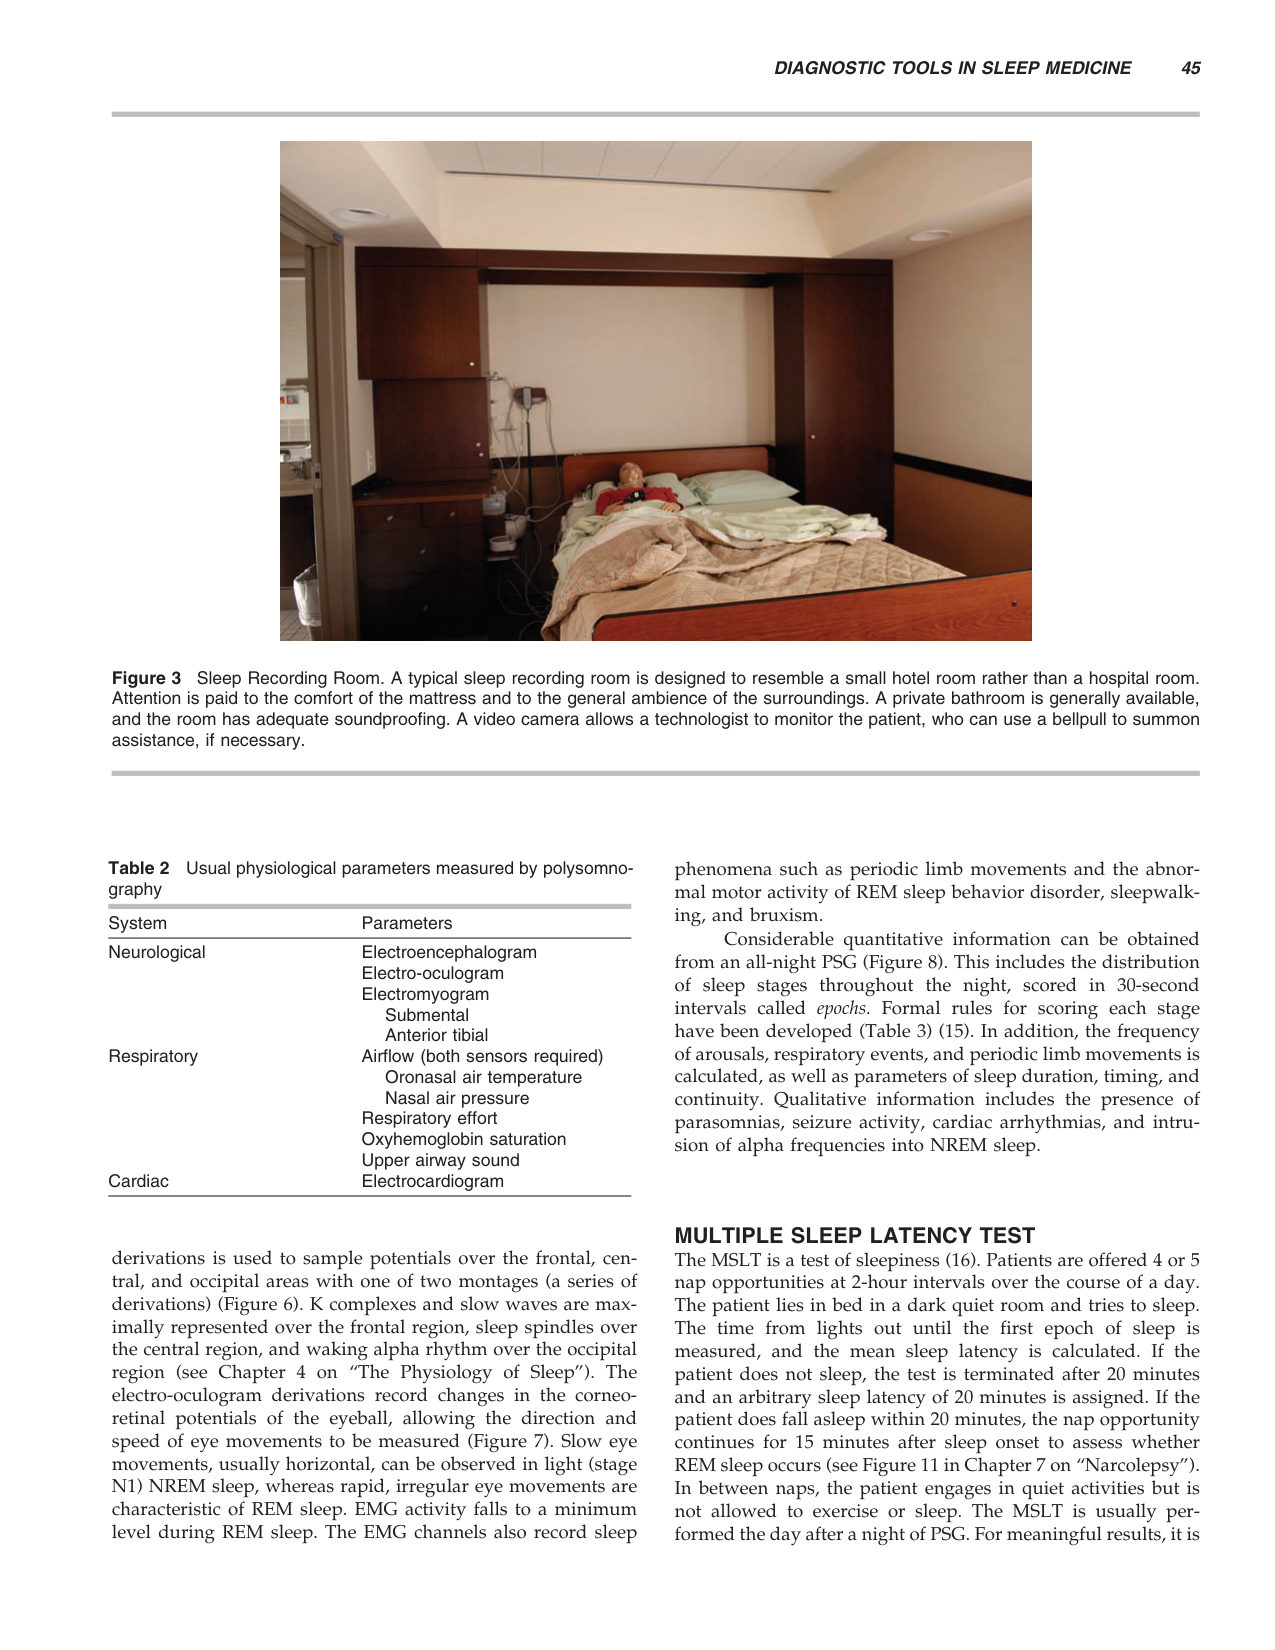 DIAGNOSTIC TOOLS IN SLEEP MEDICINE 45
Figure 3 Sleep Recording Room. A typical sleep recording room is designed to resemble a small hotel room rather than a hospital room.
Attention is paid to the comfort of the mattress and to the general ambience of the surroundings. A private bathroom is generally available,
and the room has adequate soundproofing. A video camera allows a technologist to monitor the patient, who can use a bellpull to summon
assistance, if necessary.
Table 2 Usual physiological parameters measured by polysomno-
graphy
System Parameters
Neurological Electroencephalogram
Electro-oculogram
Electromyogram
Submental
Anterior tibial
Respiratory Airflow (both sensors required)
Oronasal air temperature
Nasal air pressure
Respiratory effort
Oxyhemoglobin saturation
Upper airway sound
Cardiac Electrocardiogram
derivations is used to sample potentials over the frontal, cen-
tral, and occipital areas with one of two montages (a series of
derivations) (Figure 6). K complexes and slow waves are max-
imally represented over the frontal region, sleep spindles over
the central region, and waking alpha rhythm over the occipital
region (see Chapter 4 on “The Physiology of Sleep”). The
electro-oculogram derivations record changes in the corneo-
retinal potentials of the eyeball, allowing the direction and
speed of eye movements to be measured (Figure 7). Slow eye
movements, usually horizontal, can be observed in light (stage
N1) NREM sleep, whereas rapid, irregular eye movements are
characteristic of REM sleep. EMG activity falls to a minimum
level during REM sleep. The EMG channels also record sleep
phenomena such as periodic limb movements and the abnor-
mal motor activity of REM sleep behavior disorder, sleepwalk-
ing, and bruxism.
Considerable quantitative information can be obtained
from an all-night PSG (Figure 8). This includes the distribution
of sleep stages throughout the night, scored in 30-second
intervals called epochs. Formal rules for scoring each stage
have been developed (Table 3) (15). In addition, the frequency
of arousals, respiratory events, and periodic limb movements is
calculated, as well as parameters of sleep duration, timing, and
continuity. Qualitative information includes the presence of
parasomnias, seizure activity, cardiac arrhythmias, and intru-
sion of alpha frequencies into NREM sleep.
MULTIPLE SLEEP LATENCY TEST
The MSLT is a test of sleepiness (16). Patients are offered 4 or 5
nap opportunities at 2-hour intervals over the course of a day.
The patient lies in bed in a dark quiet room and tries to sleep.
The time from lights out until the first epoch of sleep is
measured, and the mean sleep latency is calculated. If the
patient does not sleep, the test is terminated after 20 minutes
and an arbitrary sleep latency of 20 minutes is assigned. If the
patient does fall asleep within 20 minutes, the nap opportunity
continues for 15 minutes after sleep onset to assess whether
REM sleep occurs (see Figure 11 in Chapter 7 on “Narcolepsy”).
In between naps, the patient engages in quiet activities but is
not allowed to exercise or sleep. The MSLT is usually per-
formed the day after a night of PSG. For meaningful results, it is